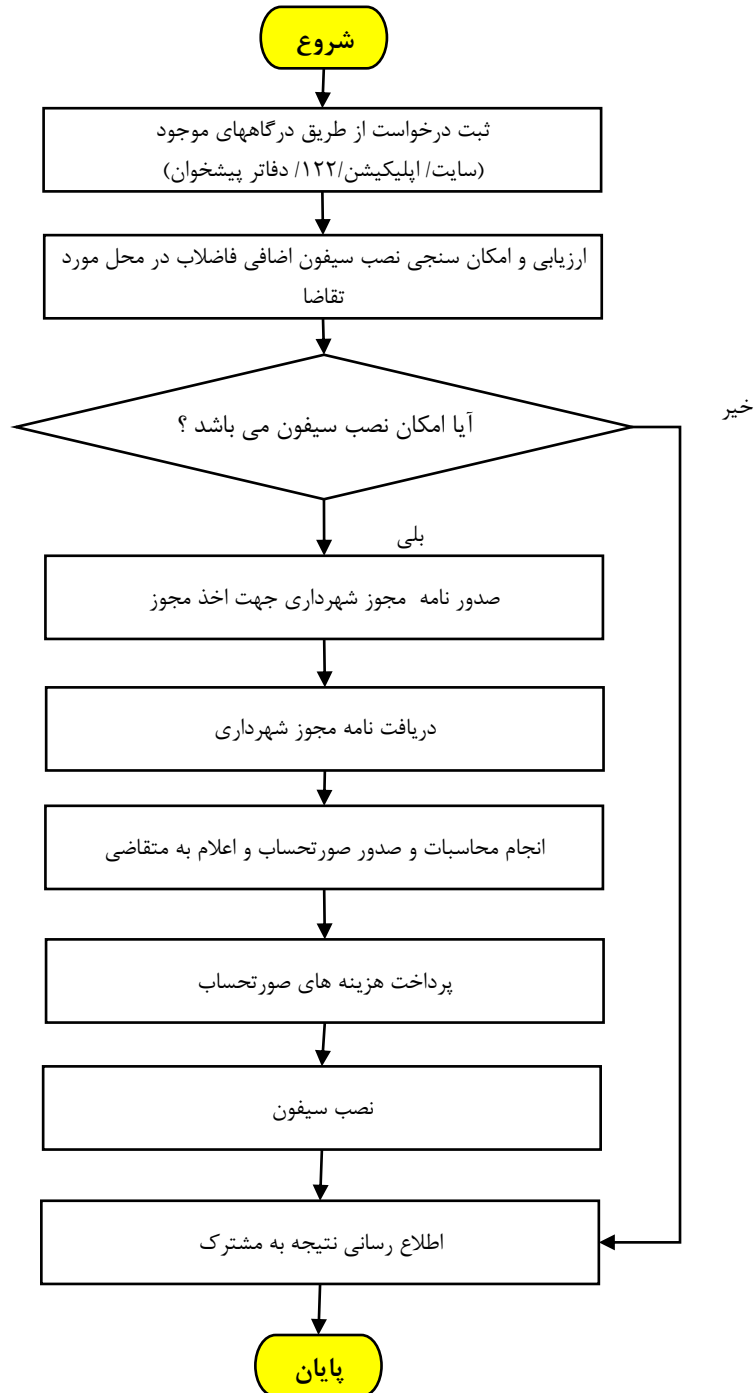 شروع
ثبت درخواست از طریق درگاههای موجود
(سایت/ اپلیکیشن/۱۲۲/ دفاتر پیشخوان)
ارزیابی و امکان سنجی نصب سیفون اضافی فاضلاب در محل مورد
تقاضا
آیا امکان نصب سیفون می باشد ؟
خیر
بلی
صدور نامه مجوز شهرداری جهت اخذ مجوز
دریافت نامه مجوز شهرداری
انجام محاسبات و صدور صورتحساب و اعلام به متقاضی
پرداخت هزینه های صورتحساب
نصب سیفون
اطلاع رسانی نتیجه به مشترک
پایان